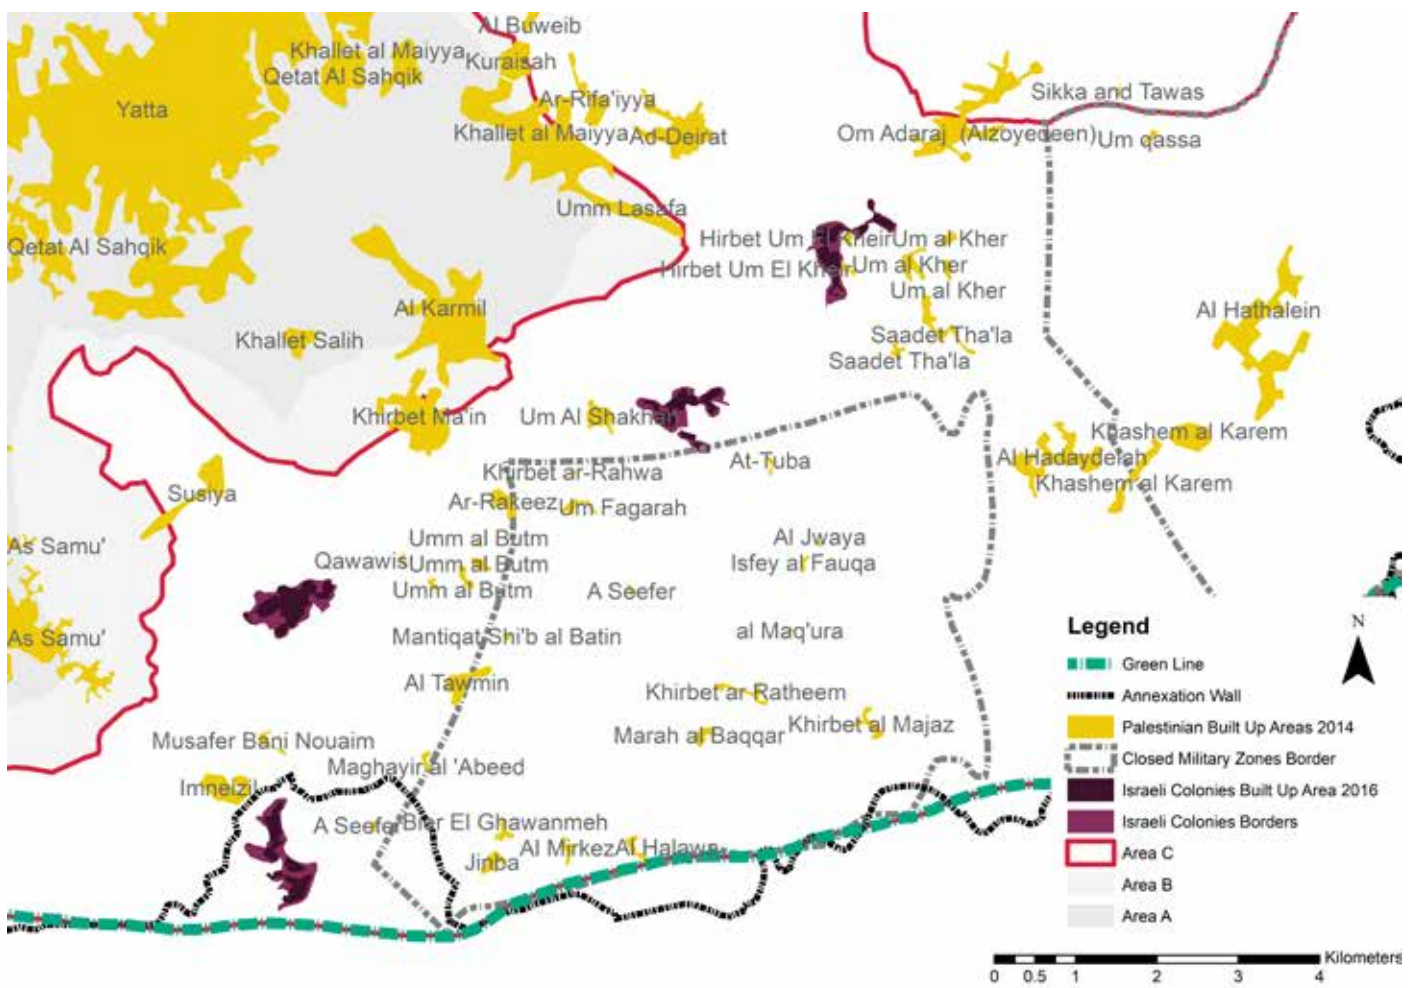 Al Buweib
Khallet al Maiyya
Kuraisah
Qetat Al Sahqik
Yatta
Ar-Rifa'iyya
Sikka and Tawas
Khallet al Maiyya
Ad-Deirat
Om Adaraj (Alzoyedeen)
Um qassa
Umm Lasafa
Qetat Al Sahqik
Hirbet Um El Kheir
Um al Kher
Hirbet Um El Kheir
Um al Kher
Um al Kher
Al Karmil
Al Hathalein
Khallet Salih
Saadet Tha'la
Saadet Tha'la
Khirbet Ma'in
Um Al Shakhan
Khashem al Karem
Al Hadaydelah
At-Tuba
Khirbet ar-Rahwa
Khashem al Karem
Susiya
Ar-Rakeez
Um Fagarah
As Samu'
Umm al Butm
Al Jwaya
Qawawis
Umm al Butm
Isfey al Fauqa
Umm al Butm
A Seefer
As Samu'
Mantiqat Shi'b al Batin
al Maq'ura
Al Tawmin
Khirbet ar Ratheem
Khirbet al Majaz
Marah al Baqqar
Musafer Bani Nouaim
Maghayir al 'Abeed
Imneizil
A Seefer
Bher El Ghawanmeh
Al Mirkez
Al Halawa
Jinba
N
Legend
Green Line
Annexation Wall
Palestinian Built Up Areas 2014
Closed Military Zones Border
Israeli Colonies Built Up Area 2016
Israeli Colonies Borders
Area C
Area B
Area A
Kilometers
0 0.5 1 2 3 4